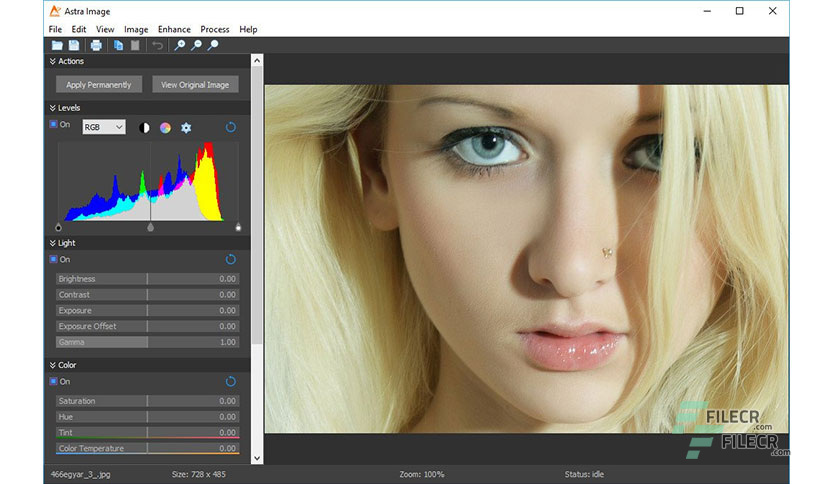 Astra Image
File Edit View Image Enhance Process Help
Actions
Apply Permanently View Original Image
Levels
On RGB
Light
On
Brightness 0.00
Contrast 0.00
Exposure 0.00
Exposure Offset 0.00
Gamma 1.00
Color
On
Saturation 0.00
Hue 0.00
Tint 0.00
Color Temperature 0.00
FILECR
.com
FILECR
.com
466egyar_3_.jpg Size: 728 x 485 Zoom: 100% Status: idle